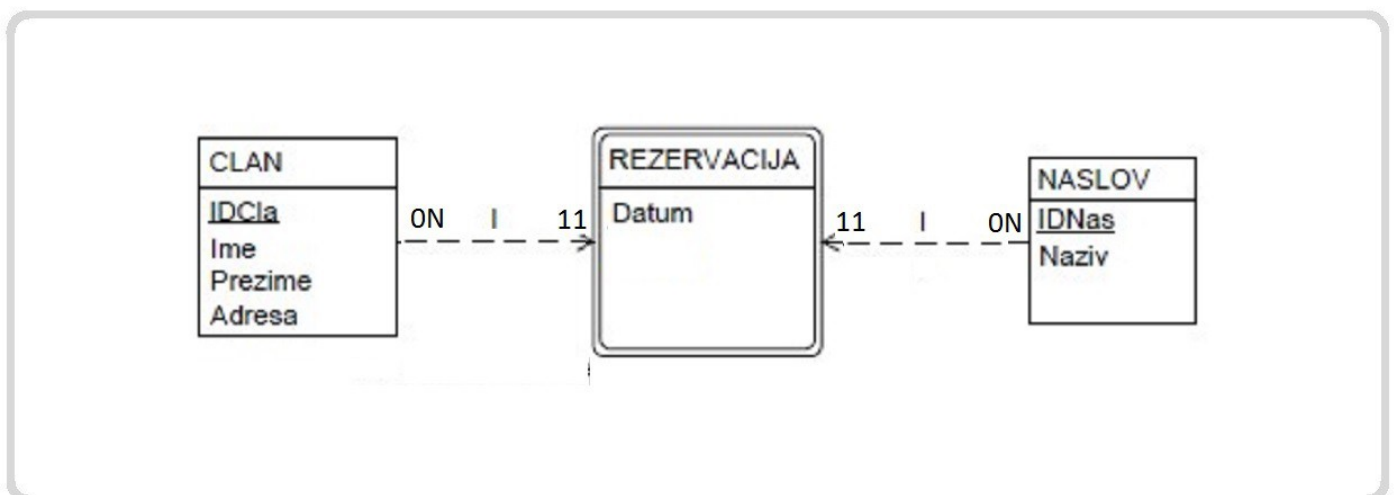 CLAN
IDCla
Ime
Prezime
Adresa
0N I 11
REZERVACIJA
Datum
11 I 0N
NASLOV
IDNas
Naziv